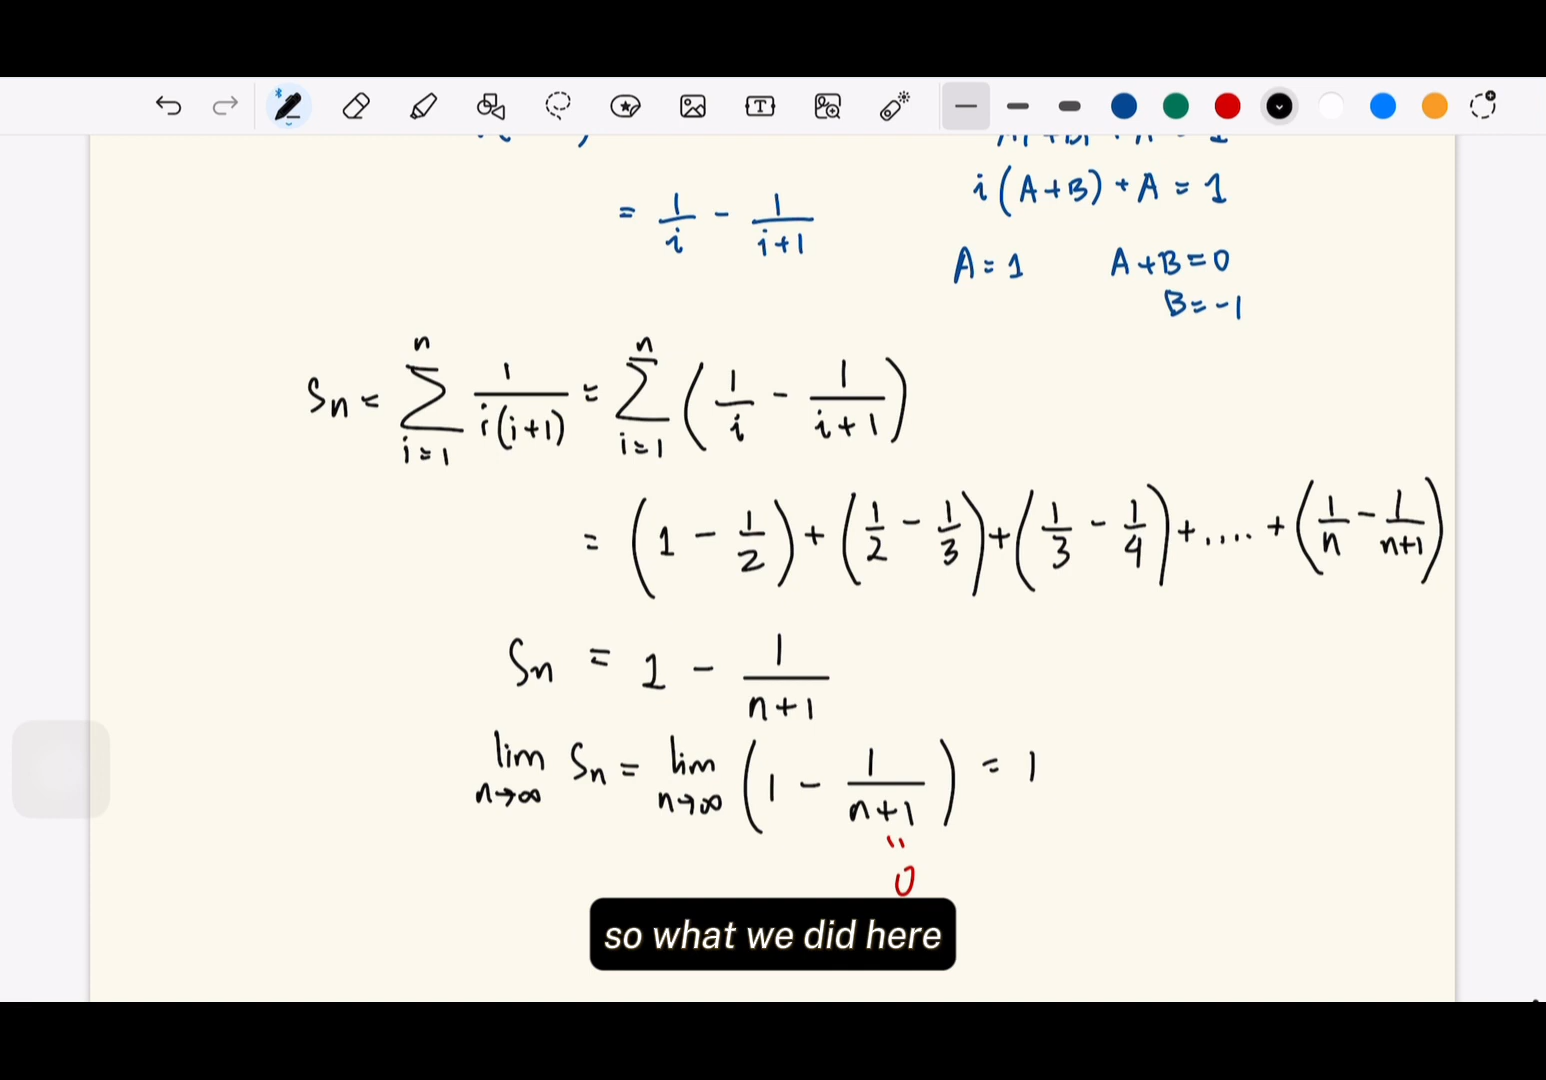 i(A+B) + A = 1
= 1/i - 1/(i+1)
A = 1 A+B=0
B = -1
Sn = Σ_{i=1}^{n} 1/(i(i+1)) = Σ_{i=1}^{n} (1/i - 1/(i+1))
= (1 - 1/2) + (1/2 - 1/3) + (1/3 - 1/4) + .... + (1/n - 1/(n+1))
Sn = 1 - 1/(n+1)
lim_{n→∞} Sn = lim_{n→∞} (1 - 1/(n+1)) = 1
"
0
so what we did here